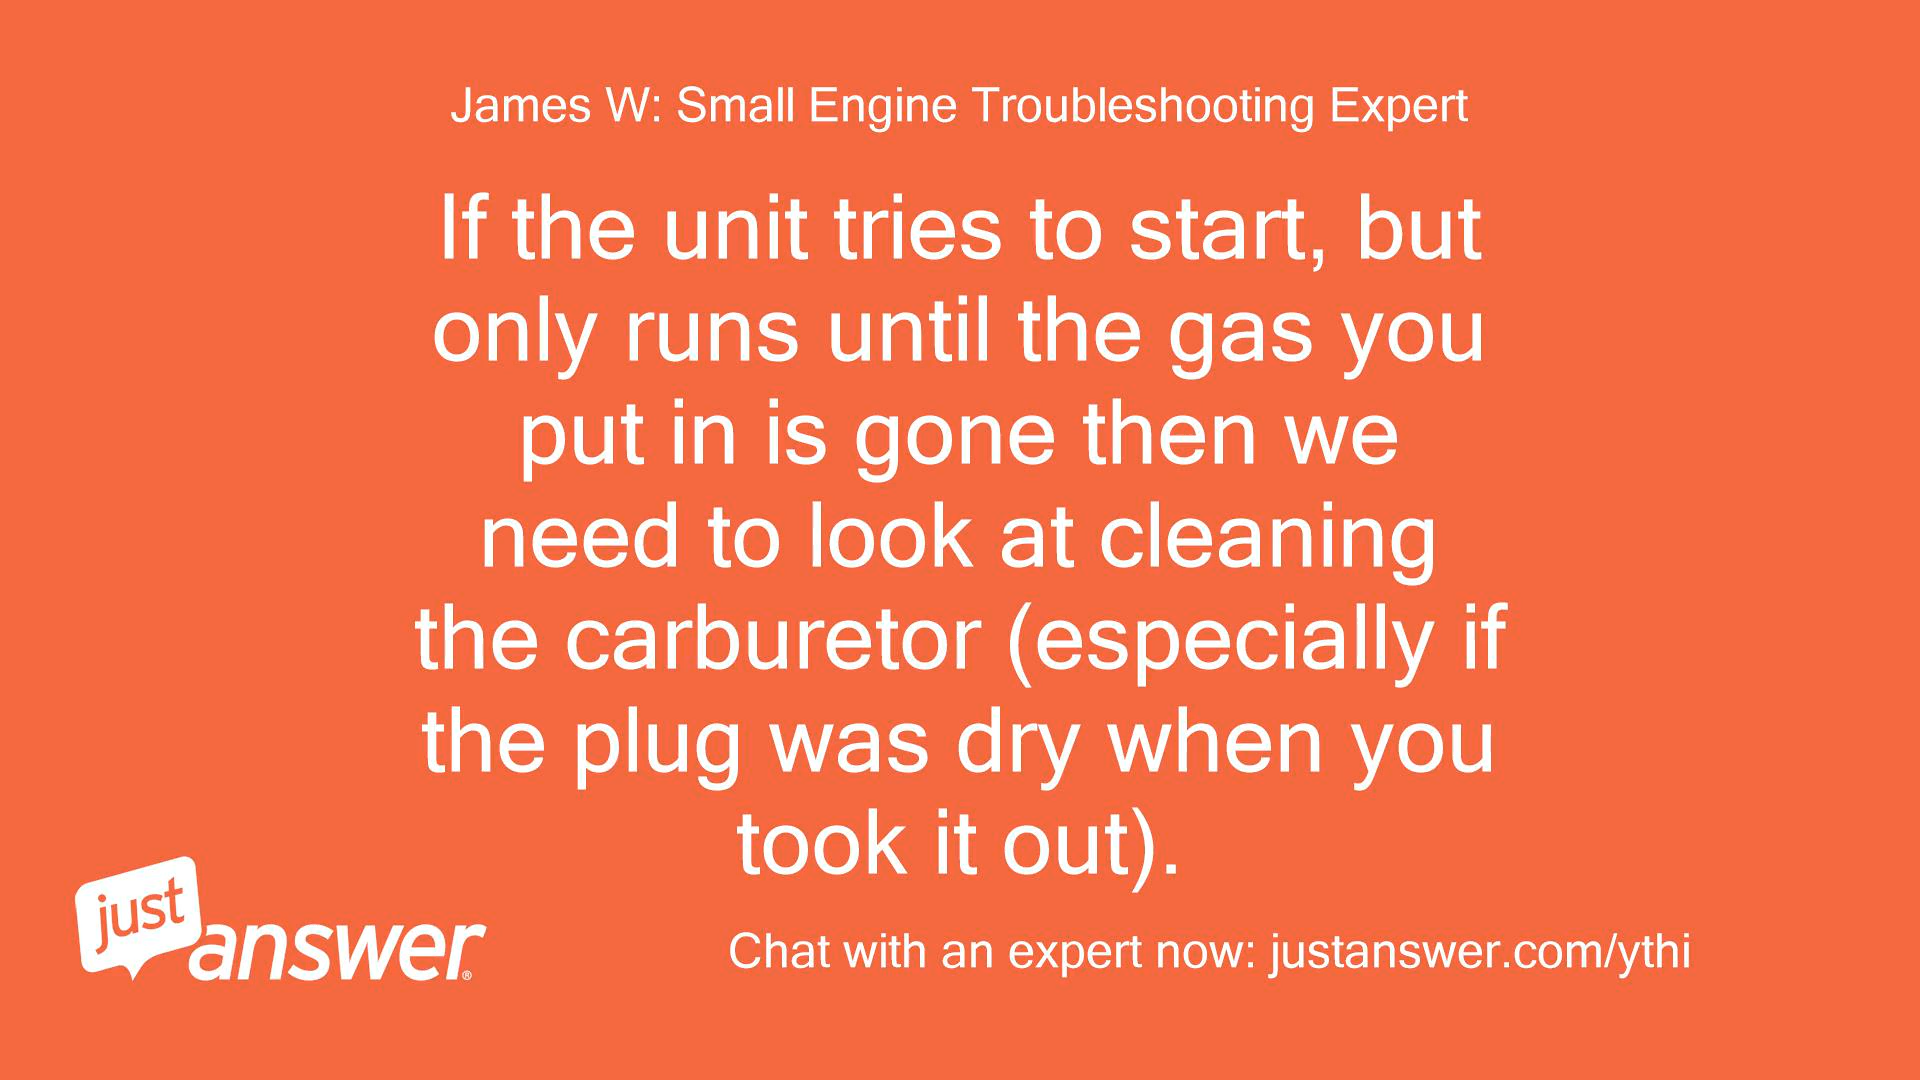 James W: Small Engine Troubleshooting Expert
If the unit tries to start, but
only runs until the gas you
put in is gone then we
need to look at cleaning
the carburetor (especially if
the plug was dry when you
took it out).
just
answer®
Chat with an expert now: justanswer.com/ythi